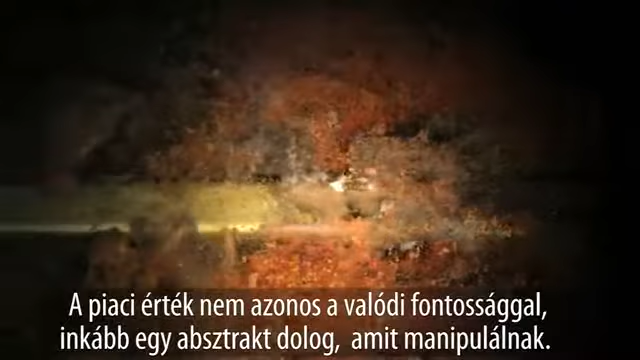 A piaci érték nem azonos a valódi fontossággal,
inkább egy absztrakt dolog, amit manipulálnak.